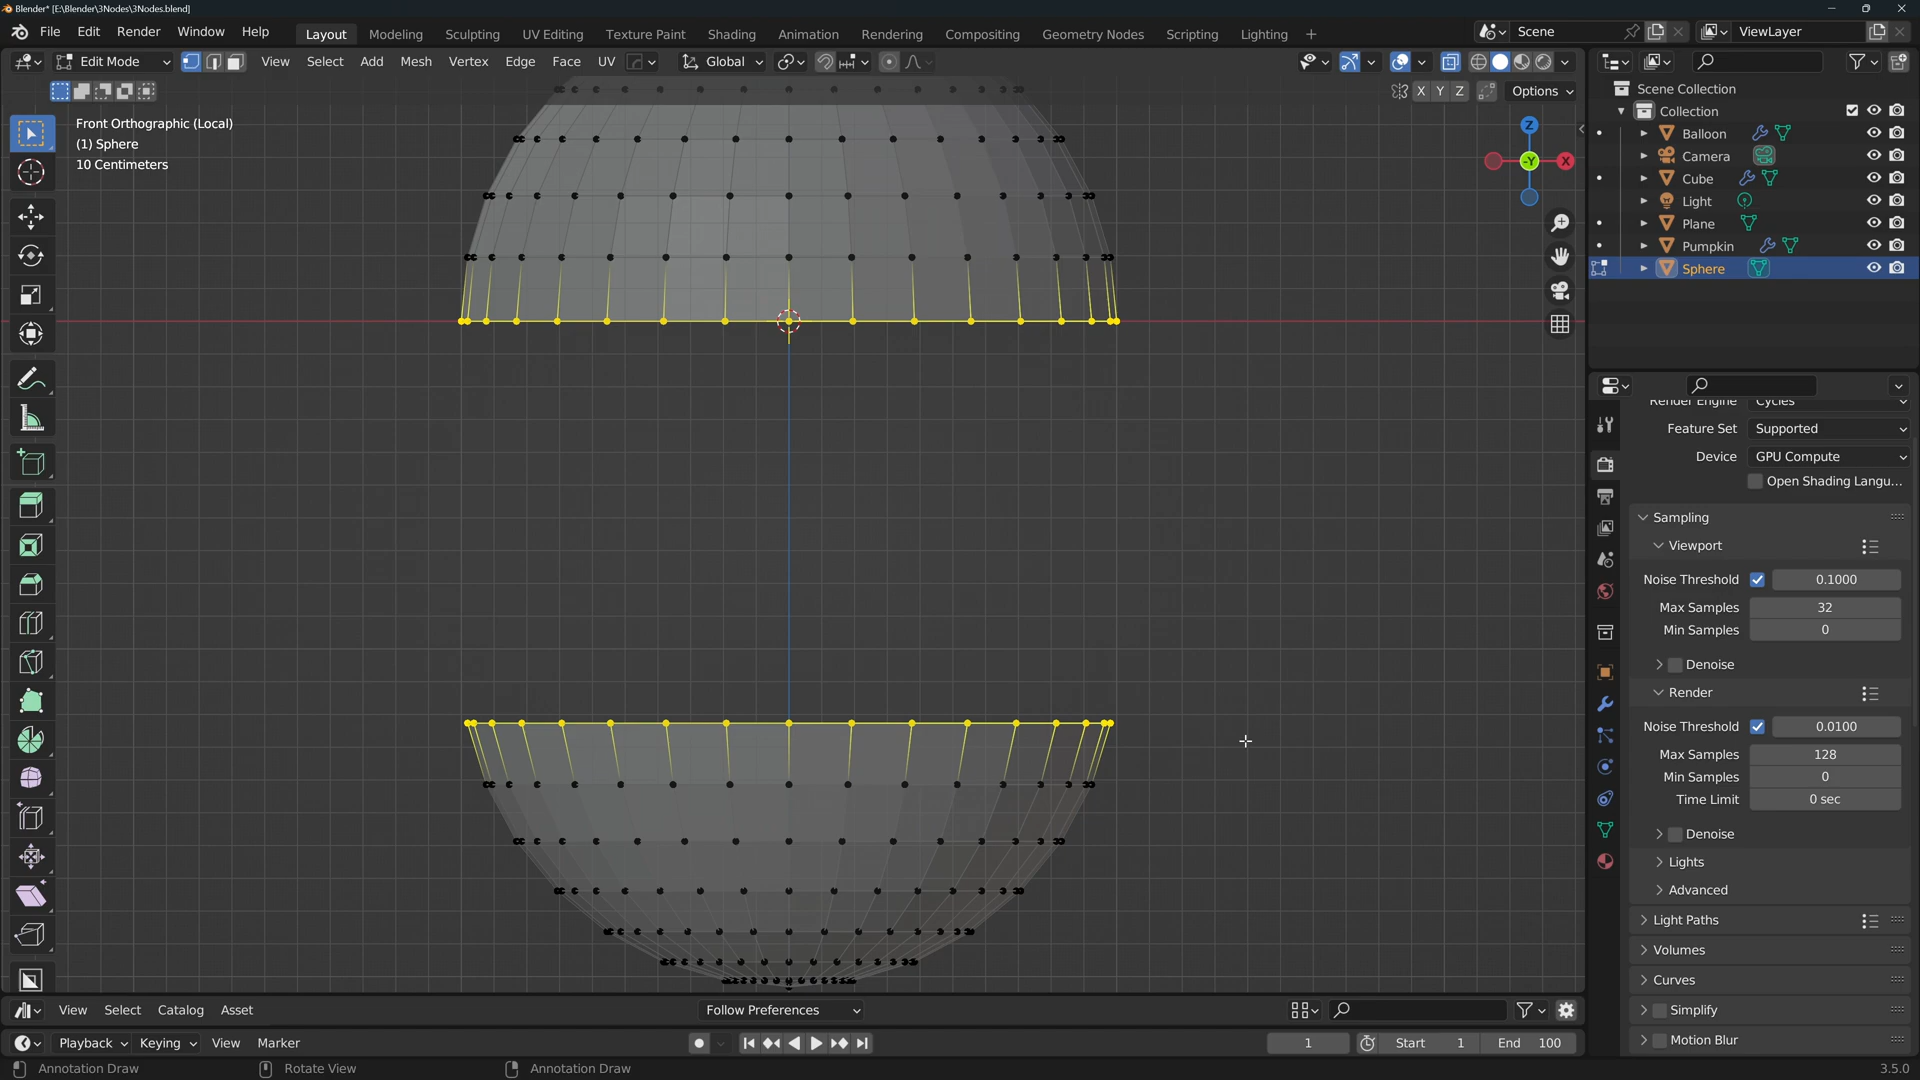 Blender* [E:\Blender\3Nodes\3Nodes.blend]
File Edit Render Window Help Layout Modeling Sculpting UV Editing Texture Paint Shading Animation Rendering Compositing Geometry Nodes Scripting Lighting + Scene ViewLayer
Edit Mode View Select Add Mesh Vertex Edge Face UV Global
X Y Z Options
Front Orthographic (Local)
(1) Sphere
10 Centimeters
Z
-Y X
Scene Collection
Collection
Balloon
Camera
Cube
Light
Plane
Pumpkin
Sphere
Render Engine Cycles
Feature Set Supported
Device GPU Compute
Open Shading Langu...
Sampling
Viewport
Noise Threshold 0.1000
Max Samples 32
Min Samples 0
Denoise
Render
Noise Threshold 0.0100
Max Samples 128
Min Samples 0
Time Limit 0 sec
Denoise
Lights
Advanced
Light Paths
Volumes
Curves
Simplify
Motion Blur
View Select Catalog Asset Follow Preferences
Playback Keying View Marker 1 Start 1 End 100
Annotation Draw Rotate View Annotation Draw 3.5.0